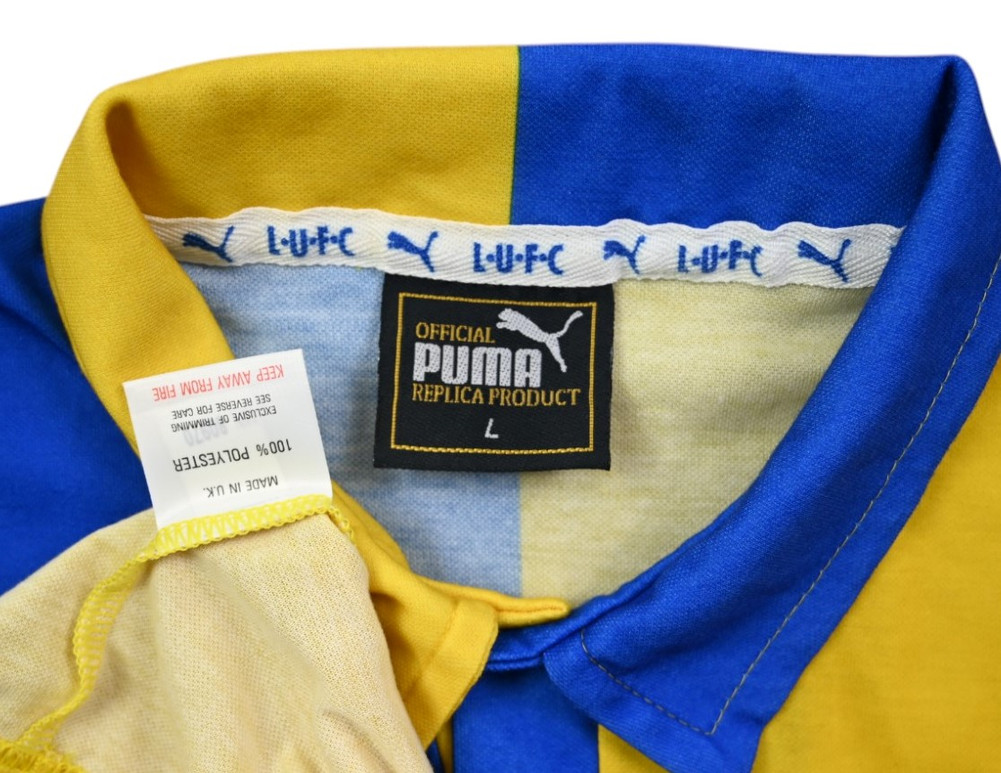 L·U·F·C L·U·F·C L·U·F·C
OFFICIAL
PUMA
REPLICA PRODUCT
L
MADE IN U.K.
100% POLYESTER
EXCLUSIVE OF TRIMMING
SEE REVERSE FOR CARE
KEEP AWAY FROM FIRE